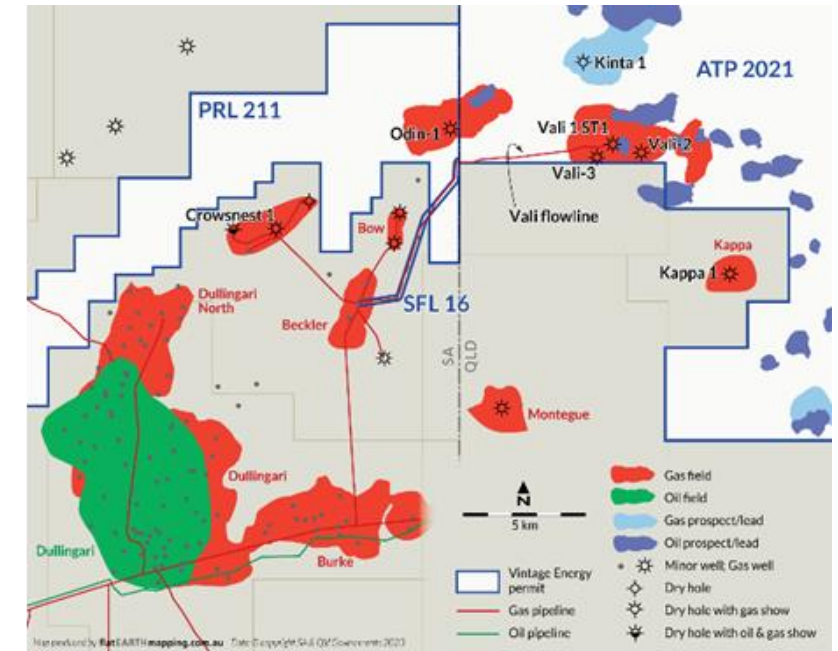 Kinta 1
ATP 2021
PRL 211
Odin-1
Vali 1 ST1
Vali-2
Vali-3
Vali flowline
Crowsnest 1
Bow
Kappa
Kappa 1
Dullingari
North
SFL 16
Beckler
SA
QLD
Montegue
Dullingari
Dullingari
Burke
N
5 km
Gas field
Oil field
Gas prospect/lead
Oil prospect/lead
Minor well; Gas well
Dry hole
Dry hole with gas show
Dry hole with oil & gas show
Vintage Energy
permit
Gas pipeline
Oil pipeline
Map produced by flatEARTHmapping.com.au